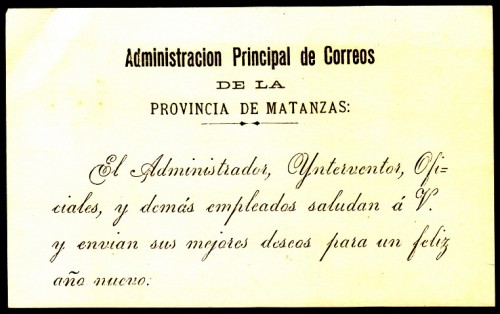 Administracion Principal de Correos
DE LA
PROVINCIA DE MATANZAS:
El Administrador, Ynterventor, Ofi=
ciales, y demás empleados saludan á V.
y envian sus mejores deseos para un feliz
año nuevo: